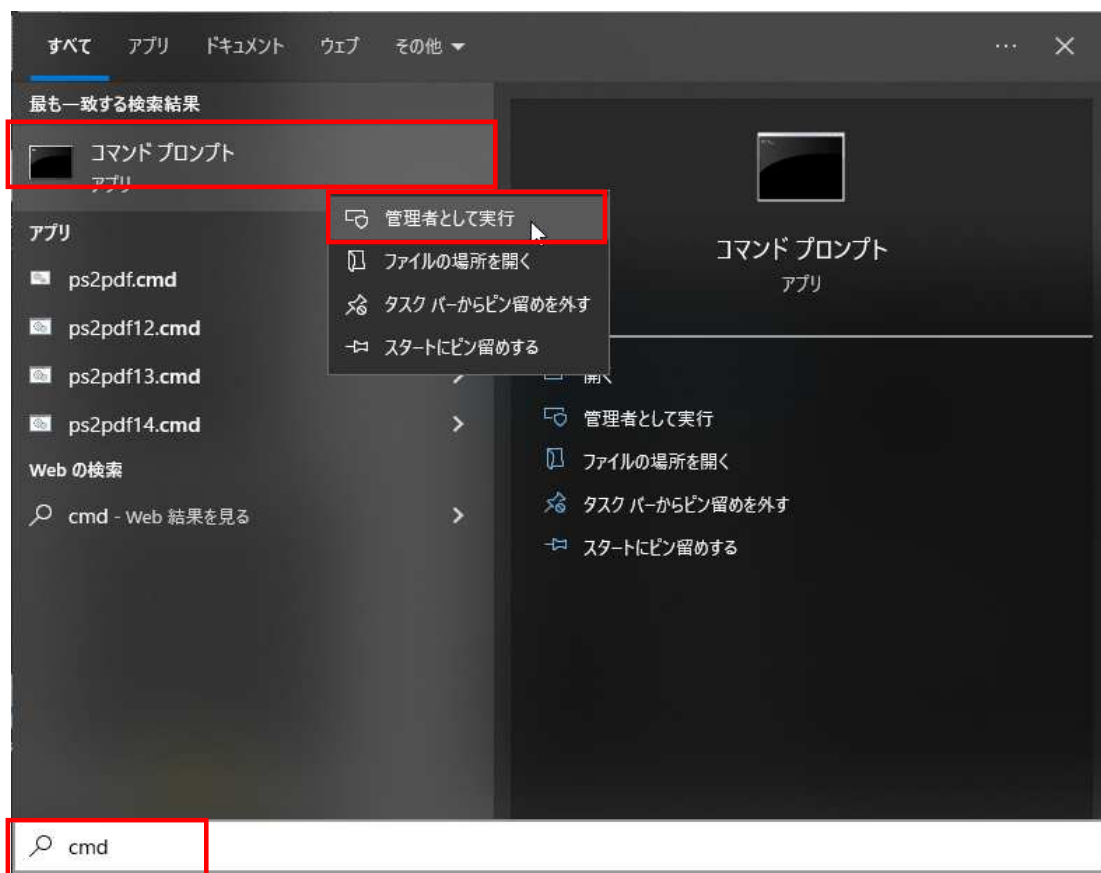 すべて アプリ ドキュメント ウェブ その他
最も一致する検索結果
コマンド プロンプト
アプリ
アプリ
ps2pdf.cmd
ps2pdf12.cmd
ps2pdf13.cmd
ps2pdf14.cmd
Web の検索
cmd - Web 結果を見る
管理者として実行
ファイルの場所を開く
タスク バーからピン留めを外す
スタートにピン留めする
コマンド プロンプト
アプリ
開く
管理者として実行
ファイルの場所を開く
タスク バーからピン留めを外す
スタートにピン留めする
cmd